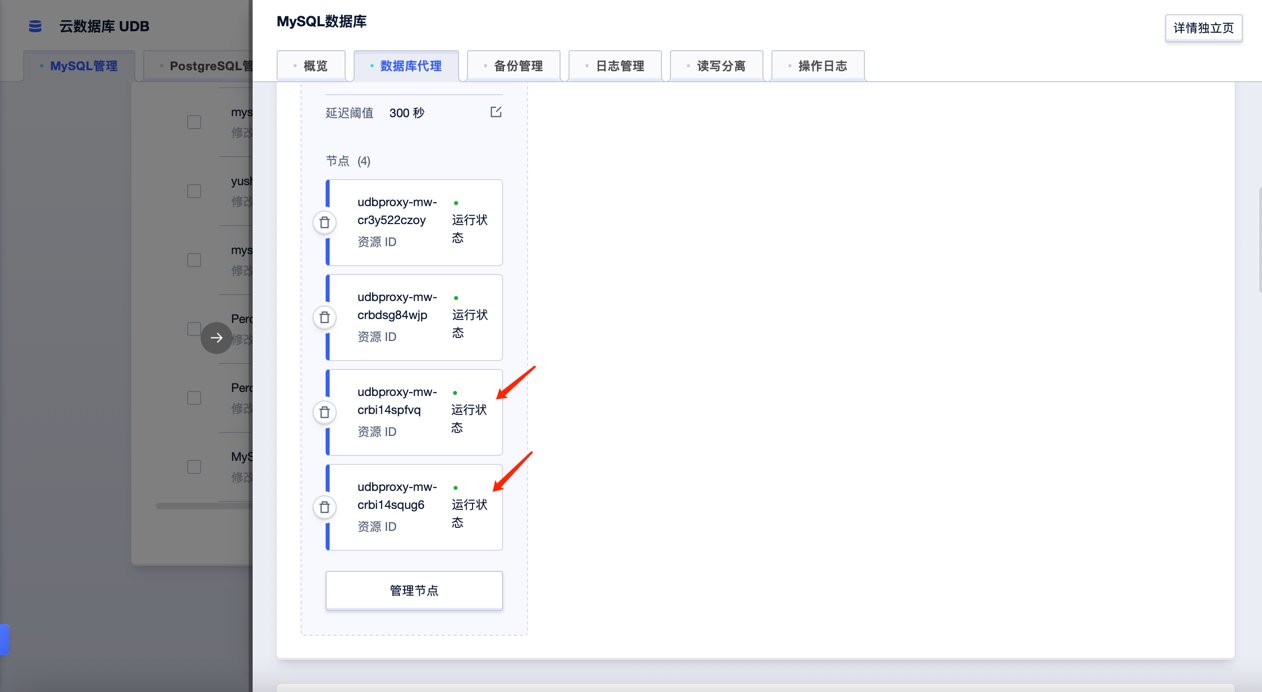 云数据库 UDB
MySQL数据库
详情独立页
MySQL管理
PostgreSQL管
概览
数据库代理
备份管理
日志管理
读写分离
操作日志
mys
修改
yush
修改
mys
修改
Perc
修改
Perc
修改
MyS
修改
延迟阈值 300 秒
节点 (4)
udbproxy-mw-
cr3y522czoy
资源 ID
运行状
态
udbproxy-mw-
crbdsg84wjp
资源 ID
运行状
态
udbproxy-mw-
crbi14spfvq
资源 ID
运行状
态
udbproxy-mw-
crbi14squg6
资源 ID
运行状
态
管理节点